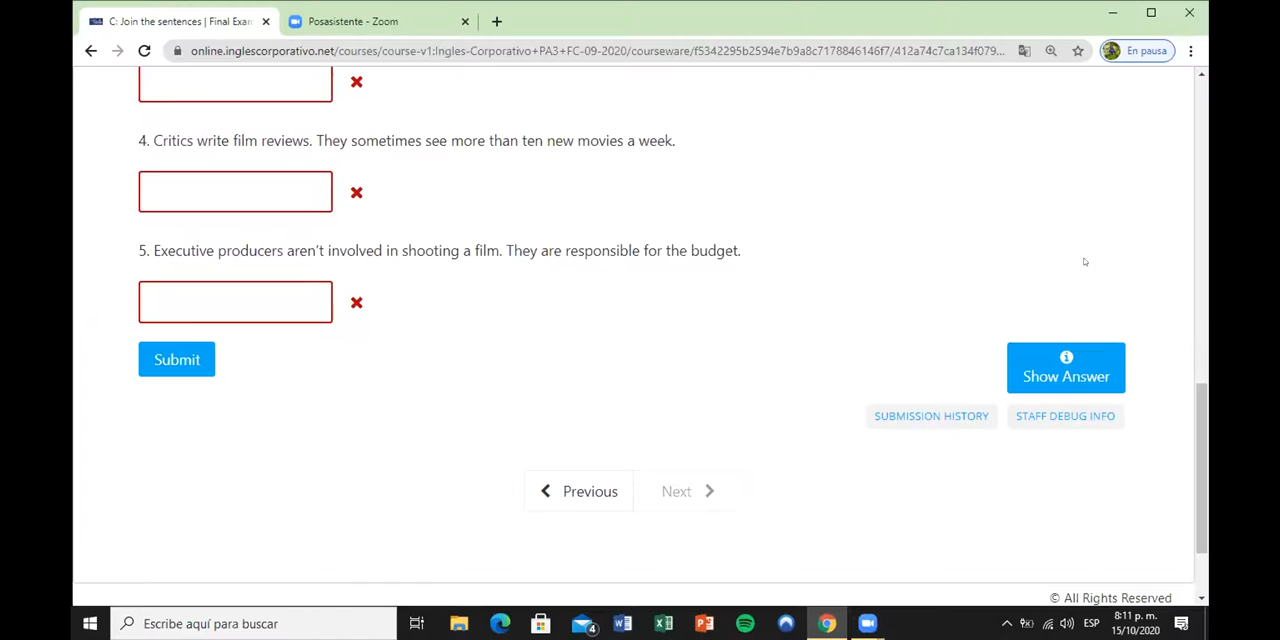 C: Join the sentences | Final Exan
Posasistente - Zoom
online.inglescorporativo.net/courses/course-v1:Ingles-Corporativo+PA3+FC-09-2020/courseware/f5342295b2594e7b9a8c7178846146f7/412a74c7ca134f079...
En pausa
4. Critics write film reviews. They sometimes see more than ten new movies a week.
5. Executive producers aren't involved in shooting a film. They are responsible for the budget.
Submit
Show Answer
SUBMISSION HISTORY
STAFF DEBUG INFO
Previous
Next
© All Rights Reserved
Escribe aquí para buscar
4
ESP
8:11 p. m.
15/10/2020